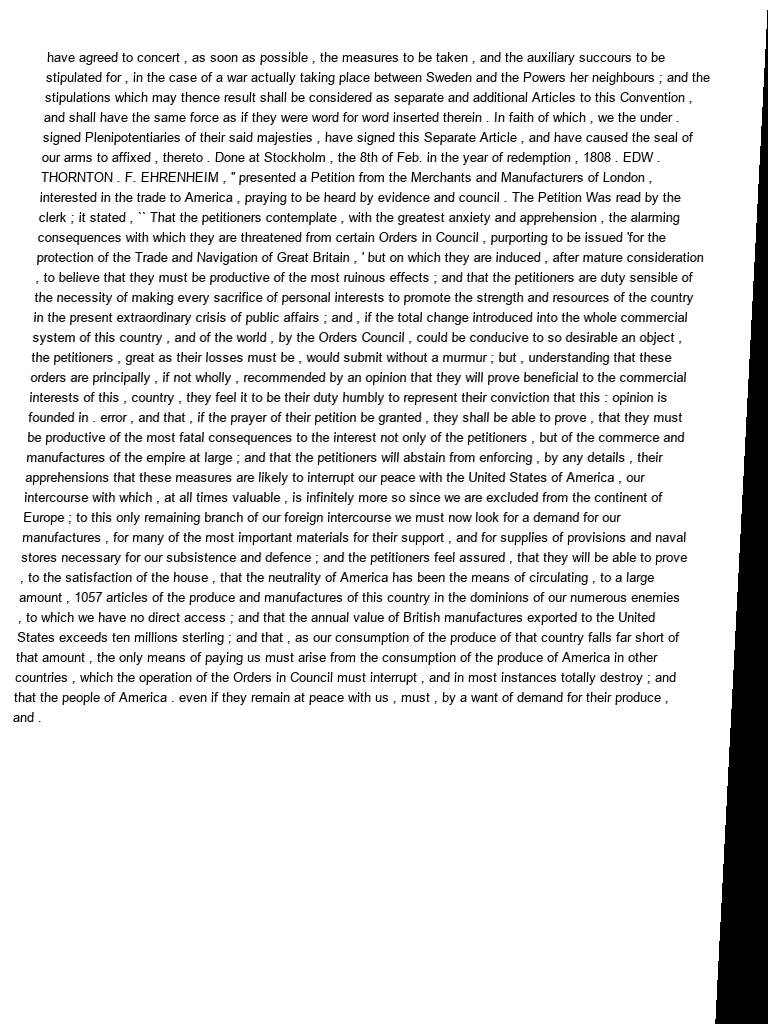 have agreed to concert , as soon as possible , the measures to be taken , and the auxiliary succours to be
stipulated for , in the case of a war actually taking place between Sweden and the Powers her neighbours ; and the
stipulations which may thence result shall be considered as separate and additional Articles to this Convention ,
and shall have the same force as if they were word for word inserted therein . In faith of which , we the under .
signed Plenipotentiaries of their said majesties , have signed this Separate Article , and have caused the seal of
our arms to affixed , thereto . Done at Stockholm , the 8th of Feb. in the year of redemption , 1808 . EDW .
THORNTON . F. EHRENHEIM , " presented a Petition from the Merchants and Manufacturers of London ,
interested in the trade to America , praying to be heard by evidence and council . The Petition Was read by the
clerk ; it stated , `` That the petitioners contemplate , with the greatest anxiety and apprehension , the alarming
consequences with which they are threatened from certain Orders in Council , purporting to be issued 'for the
protection of the Trade and Navigation of Great Britain , ' but on which they are induced , after mature consideration
, to believe that they must be productive of the most ruinous effects ; and that the petitioners are duty sensible of
the necessity of making every sacrifice of personal interests to promote the strength and resources of the country
in the present extraordinary crisis of public affairs ; and , if the total change introduced into the whole commercial
system of this country , and of the world , by the Orders Council , could be conducive to so desirable an object ,
the petitioners , great as their losses must be , would submit without a murmur ; but , understanding that these
orders are principally , if not wholly , recommended by an opinion that they will prove beneficial to the commercial
interests of this , country , they feel it to be their duty humbly to represent their conviction that this : opinion is
founded in . error , and that , if the prayer of their petition be granted , they shall be able to prove , that they must
be productive of the most fatal consequences to the interest not only of the petitioners , but of the commerce and
manufactures of the empire at large ; and that the petitioners will abstain from enforcing , by any details , their
apprehensions that these measures are likely to interrupt our peace with the United States of America , our
intercourse with which , at all times valuable , is infinitely more so since we are excluded from the continent of
Europe ; to this only remaining branch of our foreign intercourse we must now look for a demand for our
manufactures , for many of the most important materials for their support , and for supplies of provisions and naval
stores necessary for our subsistence and defence ; and the petitioners feel assured , that they will be able to prove
, to the satisfaction of the house , that the neutrality of America has been the means of circulating , to a large
amount , 1057 articles of the produce and manufactures of this country in the dominions of our numerous enemies
, to which we have no direct access ; and that the annual value of British manufactures exported to the United
States exceeds ten millions sterling ; and that , as our consumption of the produce of that country falls far short of
that amount , the only means of paying us must arise from the consumption of the produce of America in other
countries , which the operation of the Orders in Council must interrupt , and in most instances totally destroy ; and
that the people of America . even if they remain at peace with us , must , by a want of demand for their produce ,
and .